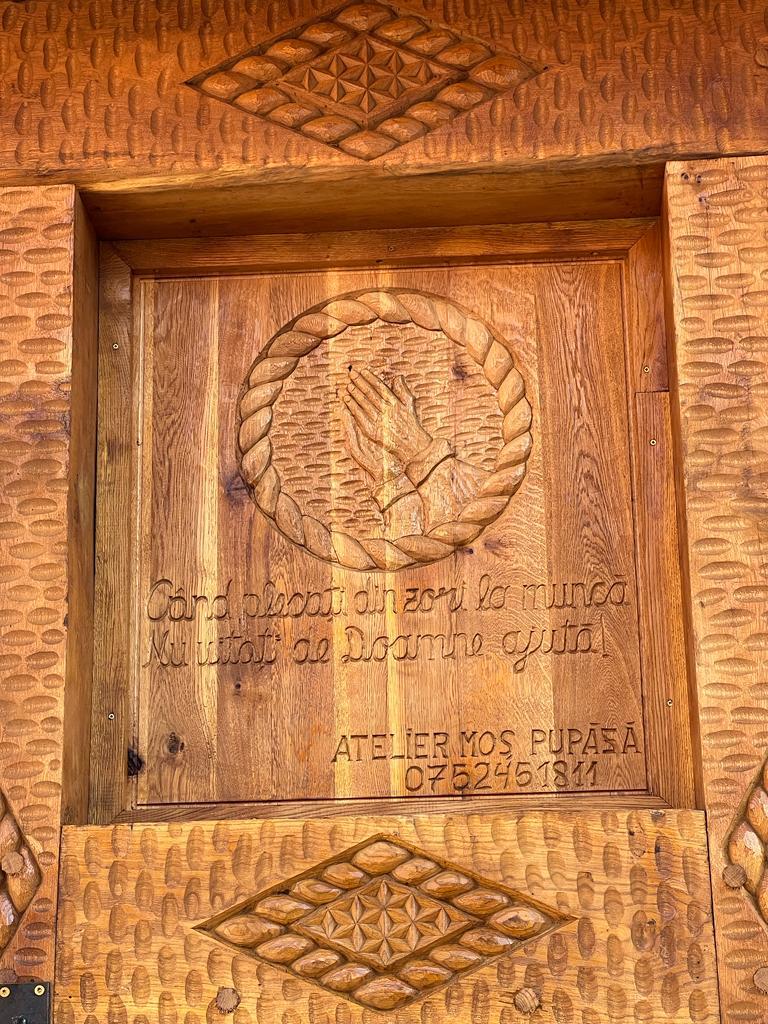 Când plecați din zori la muncă
Nu uitați de Doamne ajută!
ATELIER MOȘ PUPĂZĂ
0752451811